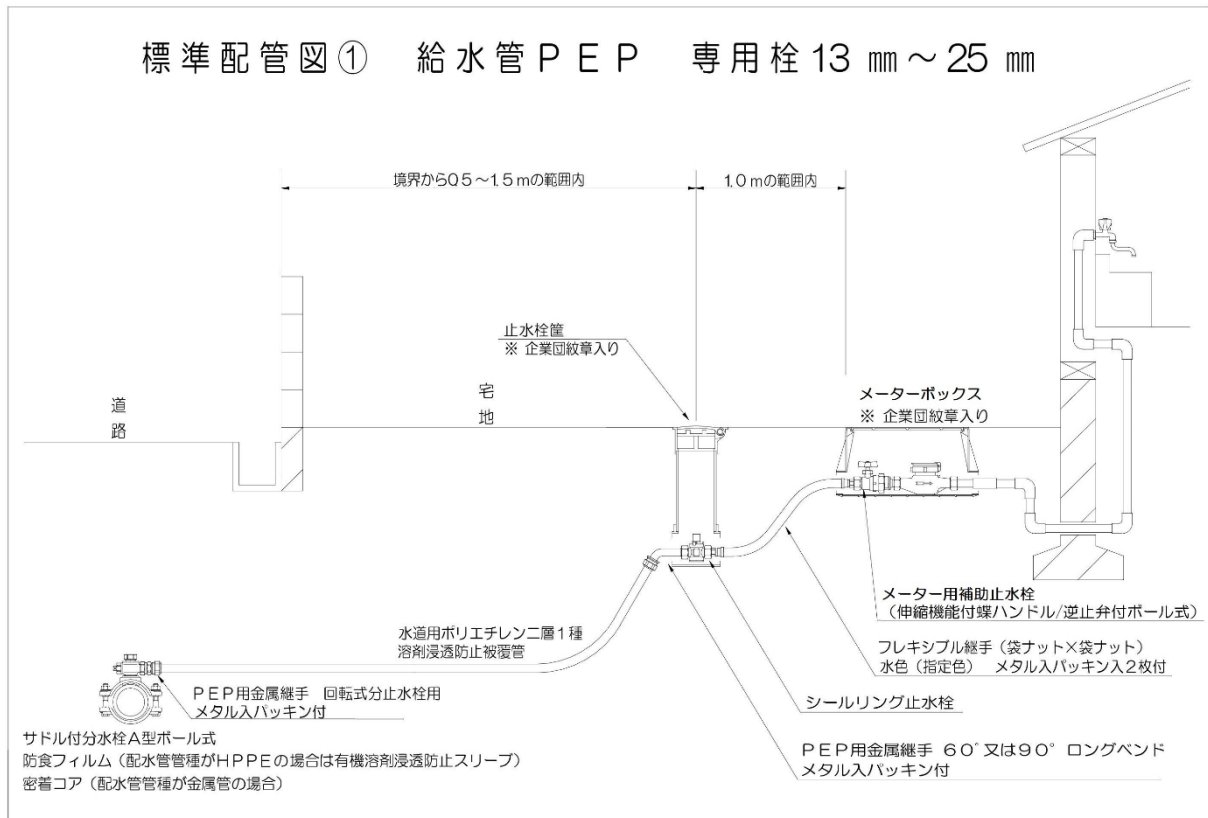 標準配管図① 給水管PEP 専用栓13㎜~25㎜
境界から0.5~1.5mの範囲内
1.0mの範囲内
止水栓筐
※ 企業団紋章入り
道路
宅地
メーターボックス
※ 企業団紋章入り
メーター用補助止水栓
(伸縮機能付蝶ハンドル/逆止弁付ボール式)
水道用ポリエチレン二層1種
溶剤浸透防止被覆管
フレキシブル継手(袋ナット×袋ナット)
水色(指定色) メタル入パッキン入2枚付
PEP用金属継手 回転式分止水栓用
メタル入パッキン付
シールリング止水栓
サドル付分水栓A型ボール式
防食フィルム(配水管管種がHPPEの場合は有機溶剤浸透防止スリーブ)
密着コア(配水管管種が金属管の場合)
PEP用金属継手 60ﾟ又は90ﾟ ロングベンド
メタル入パッキン付